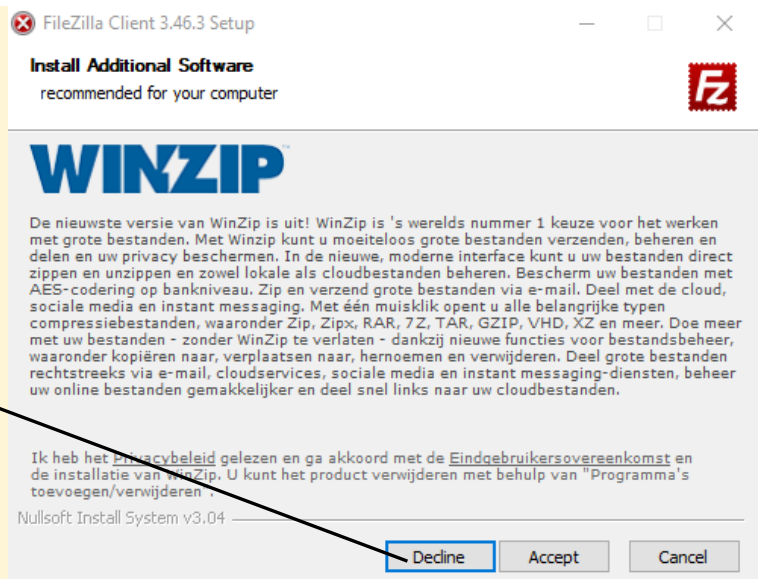 FileZilla Client 3.46.3 Setup
Install Additional Software
recommended for your computer
Fz
WINZIP™
De nieuwste versie van WinZip is uit! WinZip is 's werelds nummer 1 keuze voor het werken
met grote bestanden. Met Winzip kunt u moeiteloos grote bestanden verzenden, beheren en
delen en uw privacy beschermen. In de nieuwe, moderne interface kunt u uw bestanden direct
zippen en unzippen en zowel lokale als cloudbestanden beheren. Bescherm uw bestanden met
AES-codering op bankniveau. Zip en verzend grote bestanden via e-mail. Deel met de cloud,
sociale media en instant messaging. Met één muisklik opent u alle belangrijke typen
compressiebestanden, waaronder Zip, Zipx, RAR, 7Z, TAR, GZIP, VHD, XZ en meer. Doe meer
met uw bestanden - zonder WinZip te verlaten - dankzij nieuwe functies voor bestandsbeheer,
waaronder kopiëren naar, verplaatsen naar, hernoemen en verwijderen. Deel grote bestanden
rechtstreeks via e-mail, cloudservices, sociale media en instant messaging-diensten, beheer
uw online bestanden gemakkelijker en deel snel links naar uw cloudbestanden.
Ik heb het Privacybeleid gelezen en ga akkoord met de Eindgebruikersovereenkomst en
de installatie van WinZip. U kunt het product verwijderen met behulp van "Programma's
toevoegen/verwijderen".
Nullsoft Install System v3.04
Decline Accept Cancel